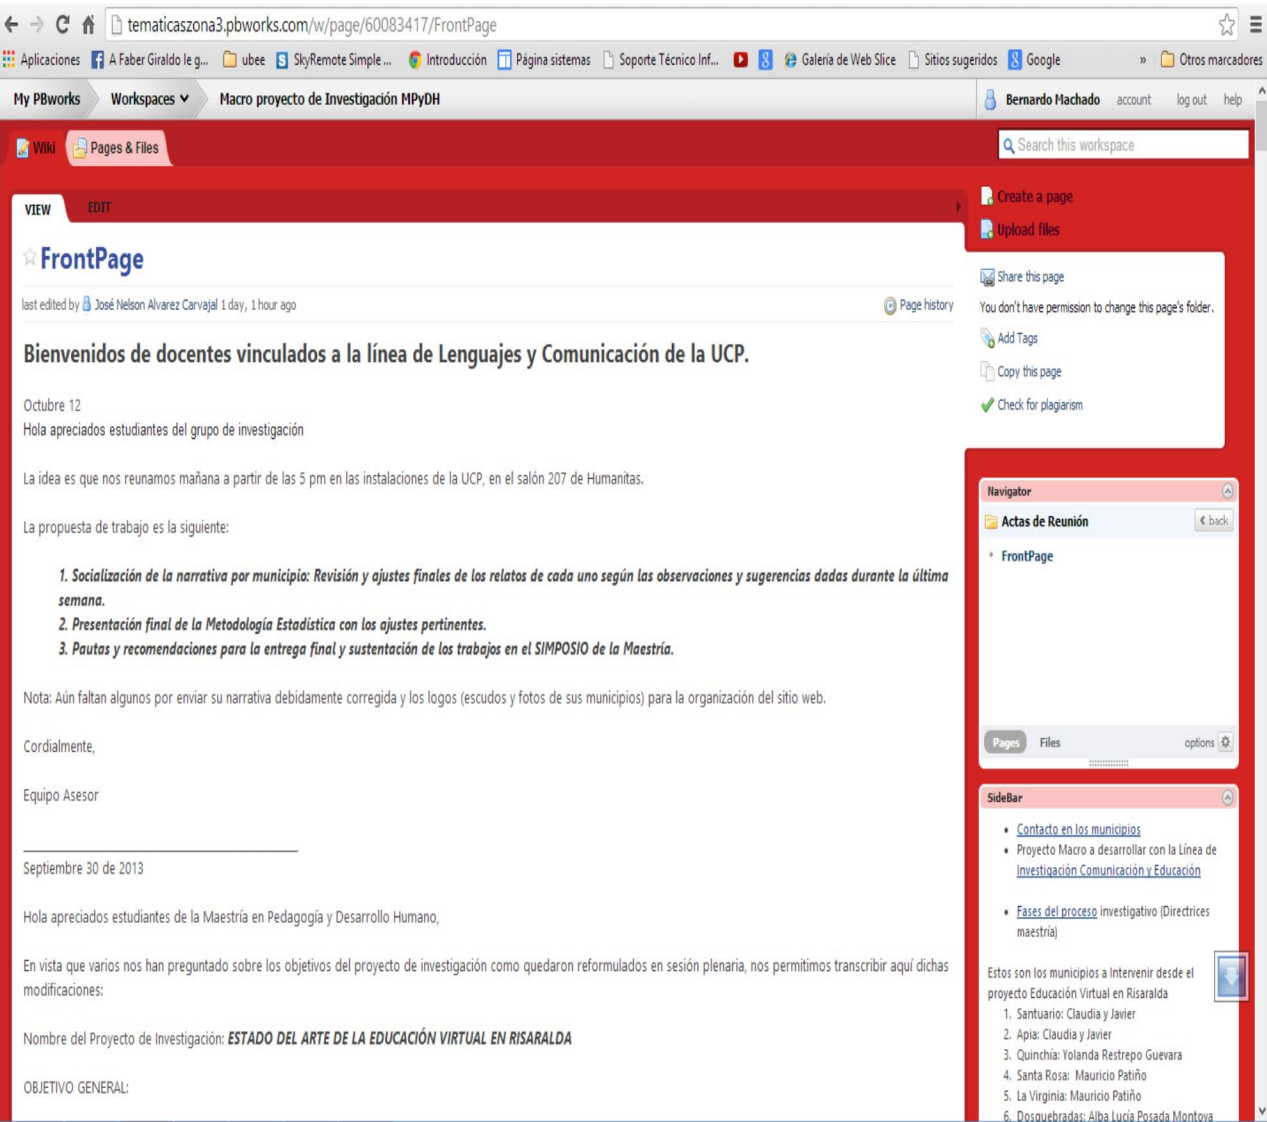 tematicaszona3.pbworks.com/w/page/60083417/FrontPage
Aplicaciones A Faber Giraldo le g... ubee SkyRemote Simple ... Introducción Página sistemas Soporte Técnico Inf... Galería de Web Slice Sitios sugeridos Google » Otros marcadores
My PBworks Workspaces Macro proyecto de Investigación MPyDH Bernardo Machado account log out help
Wiki Pages & Files Search this workspace
VIEW EDIT
FrontPage
last edited by José Nelson Alvarez Carvajal 1 day, 1 hour ago Page history
Bienvenidos de docentes vinculados a la línea de Lenguajes y Comunicación de la UCP.
Octubre 12
Hola apreciados estudiantes del grupo de investigación
La idea es que nos reunamos mañana a partir de las 5 pm en las instalaciones de la UCP, en el salón 207 de Humanitas.
La propuesta de trabajo es la siguiente:
1. Socialización de la narrativa por municipio: Revisión y ajustes finales de los relatos de cada uno según las observaciones y sugerencias dadas durante la última
semana.
2. Presentación final de la Metodología Estadística con los ajustes pertinentes.
3. Pautas y recomendaciones para la entrega final y sustentación de los trabajos en el SIMPOSIO de la Maestría.
Nota: Aún faltan algunos por enviar su narrativa debidamente corregida y los logos (escudos y fotos de sus municipios) para la organización del sitio web.
Cordialmente,
Equipo Asesor
Septiembre 30 de 2013
Hola apreciados estudiantes de la Maestría en Pedagogía y Desarrollo Humano,
En vista que varios nos han preguntado sobre los objetivos del proyecto de investigación como quedaron reformulados en sesión plenaria, nos permitimos transcribir aquí dichas
modificaciones:
Nombre del Proyecto de Investigación: ESTADO DEL ARTE DE LA EDUCACIÓN VIRTUAL EN RISARALDA
OBJETIVO GENERAL:
Create a page
Upload files
Share this page
You don't have permission to change this page's folder.
Add Tags
Copy this page
Check for plagiarism
Navigator
Actas de Reunión back
FrontPage
Pages Files options
SideBar
Contacto en los municipios
Proyecto Macro a desarrollar con la Línea de
Investigación Comunicación y Educación
Fases del proceso investigativo (Directrices
maestría)
Estos son los municipios a Intervenir desde el
proyecto Educación Virtual en Risaralda
1. Santuario: Claudia y Javier
2. Apia: Claudia y Javier
3. Quinchía: Yolanda Restrepo Guevara
4. Santa Rosa: Mauricio Patiño
5. La Virginia: Mauricio Patiño
6. Dosquebradas: Alba Lucía Posada Montoya